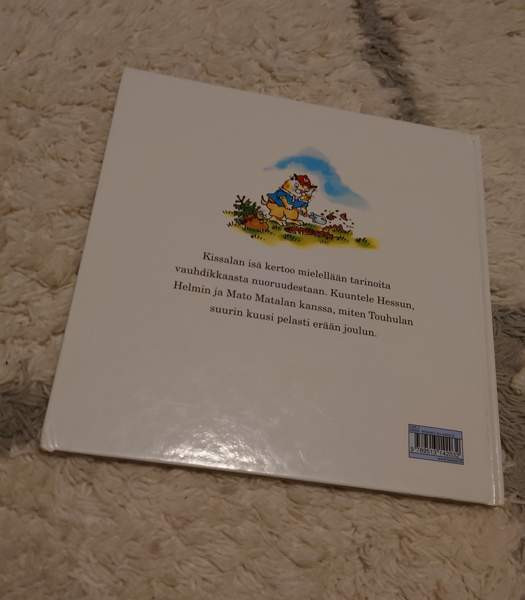 Kissalan isä kertoo mielellään tarinoita
vauhdikkaasta nuoruudestaan. Kuuntele Hessun,
Helmin ja Mato Matalan kanssa, miten Touhulan
suurin kuusi pelasti erään joulun.